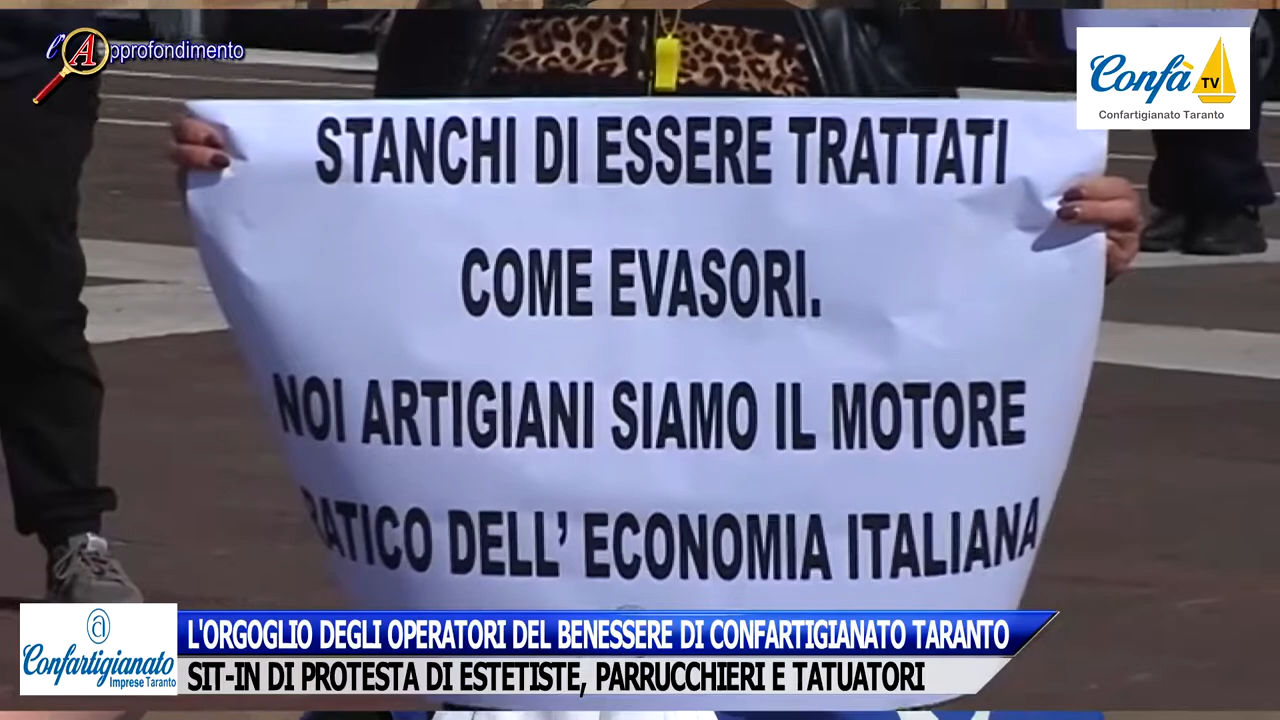 l'Approfondimento
Confà TV
Confartigianato Taranto
STANCHI DI ESSERE TRATTATI
COME EVASORI.
NOI ARTIGIANI SIAMO IL MOTORE
DELL' ECONOMIA ITALIANA
@
Confartigianato
Imprese Taranto
L'ORGOGLIO DEGLI OPERATORI DEL BENESSERE DI CONFARTIGIANATO TARANTO
SIT-IN DI PROTESTA DI ESTETISTE, PARRUCCHIERI E TATUATORI